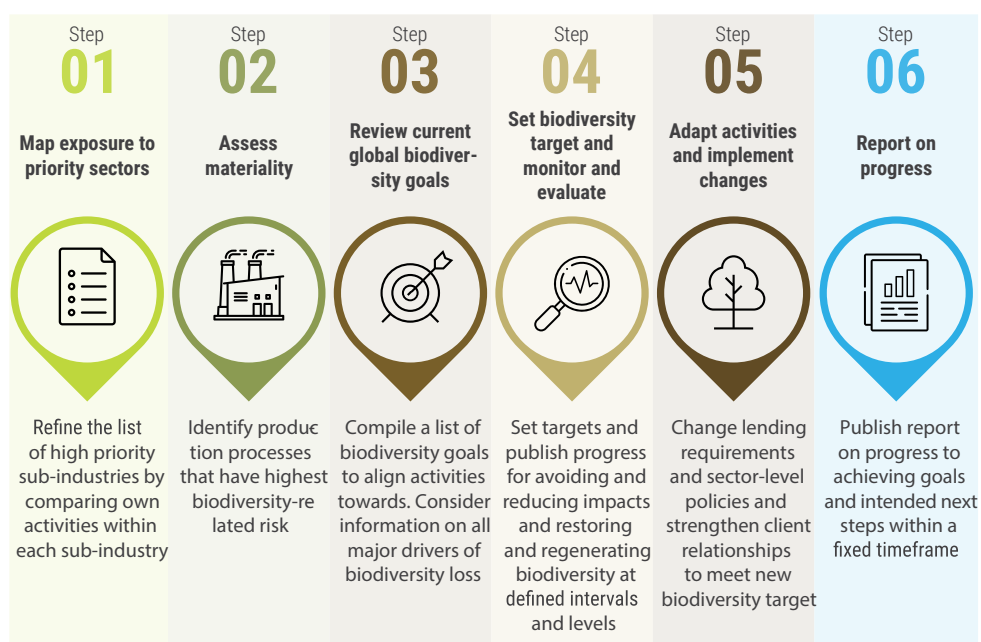 Step
01
Map exposure to
priority sectors
Refine the list
of high priority
sub-industries by
comparing own
activities within
each sub-industry
Step
02
Assess
materiality
Identify produc-
tion processes
that have highest
biodiversity-re
lated risk
Step
03
Review current
global biodiver-
sity goals
Compile a list of
biodiversity goals
to align activities
towards. Consider
information on all
major drivers of
biodiversity loss
Step
04
Set biodiversity
target and
monitor and
evaluate
Set targets and
publish progress
for avoiding and
reducing impacts
and restoring
and regenerating
biodiversity at
defined intervals
and levels
Step
05
Adapt activities
and implement
changes
Change lending
requirements
and sector-level
policies and
strengthen client
relationships
to meet new
biodiversity target
Step
06
Report on
progress
Publish report
on progress to
achieving goals
and intended next
steps within a
fixed timeframe